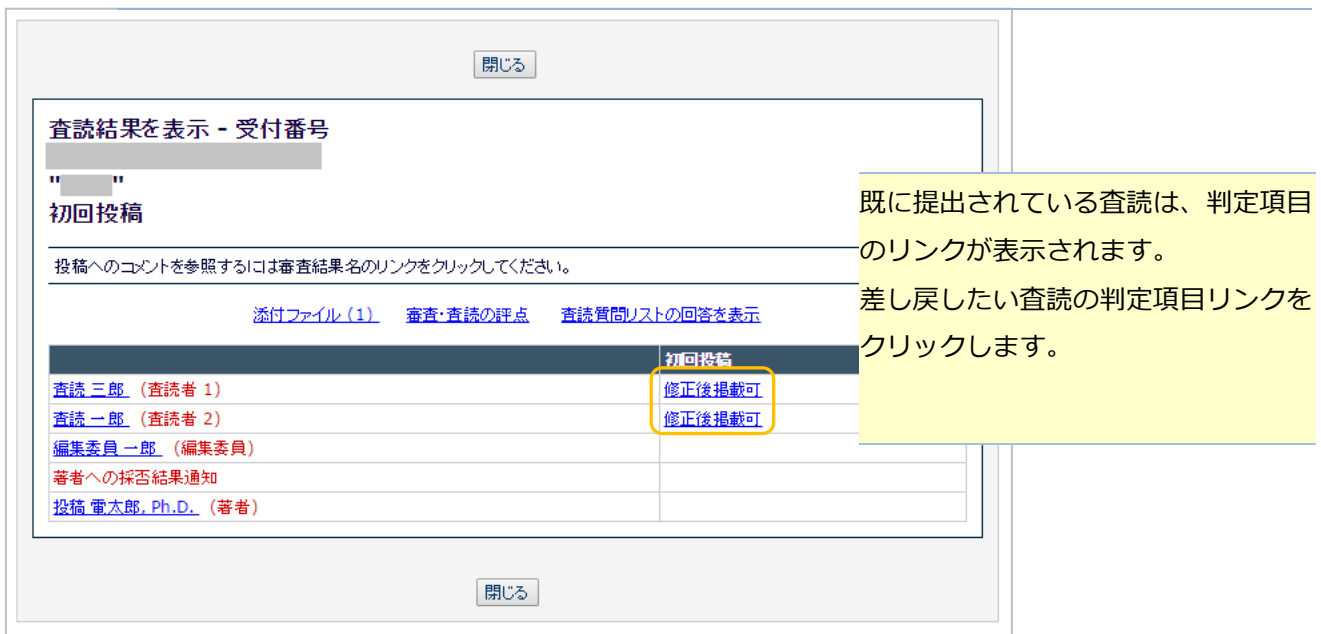 閉じる
査読結果を表示 - 受付番号
" "
初回投稿
投稿へのコメントを参照するには審査結果名のリンクをクリックしてください。
添付ファイル (1) 審査・査読の評点 査読質問リストの回答を表示
初回投稿
査読 三郎 (査読者 1) 修正後掲載可
査読 一郎 (査読者 2) 修正後掲載可
編集委員 一郎 (編集委員)
著者への採否結果通知
投稿 電太郎, Ph.D. (著者)
閉じる
既に提出されている査読は、判定項目
のリンクが表示されます。
差し戻したい査読の判定項目リンクを
クリックします。